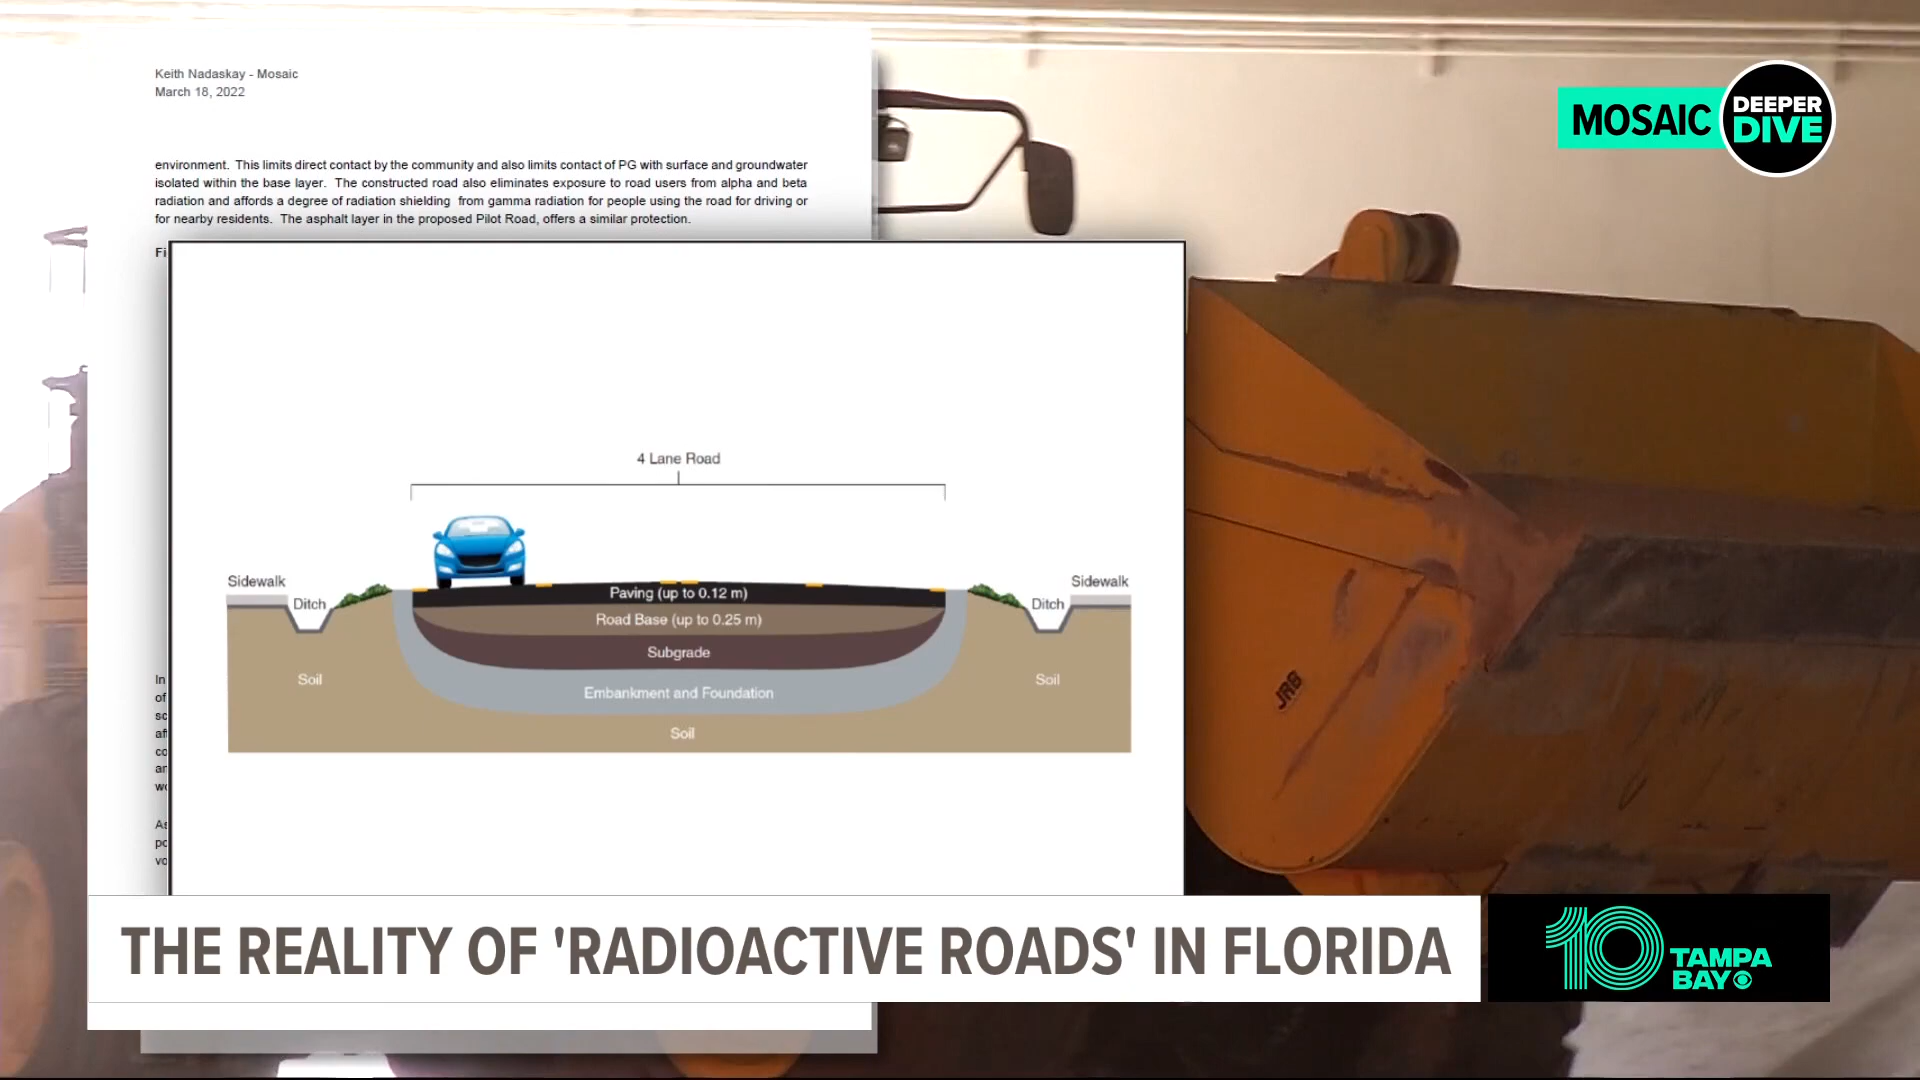 Keith Nadaskay - Mosaic
March 18, 2022
MOSAIC
DEEPER
DIVE
environment. This limits direct contact by the community and also limits contact of PG with surface and groundwater
isolated within the base layer. The constructed road also eliminates exposure to road users from alpha and beta
radiation and affords a degree of radiation shielding from gamma radiation for people using the road for driving or
for nearby residents. The asphalt layer in the proposed Pilot Road, offers a similar protection.
4 Lane Road
Sidewalk
Sidewalk
Ditch
Paving (up to 0.12 m)
Ditch
Road Base (up to 0.25 m)
Subgrade
Soil
Embankment and Foundation
Soil
Soil
JRB
In
of
As
THE REALITY OF 'RADIOACTIVE ROADS' IN FLORIDA
10
TAMPA
BAY